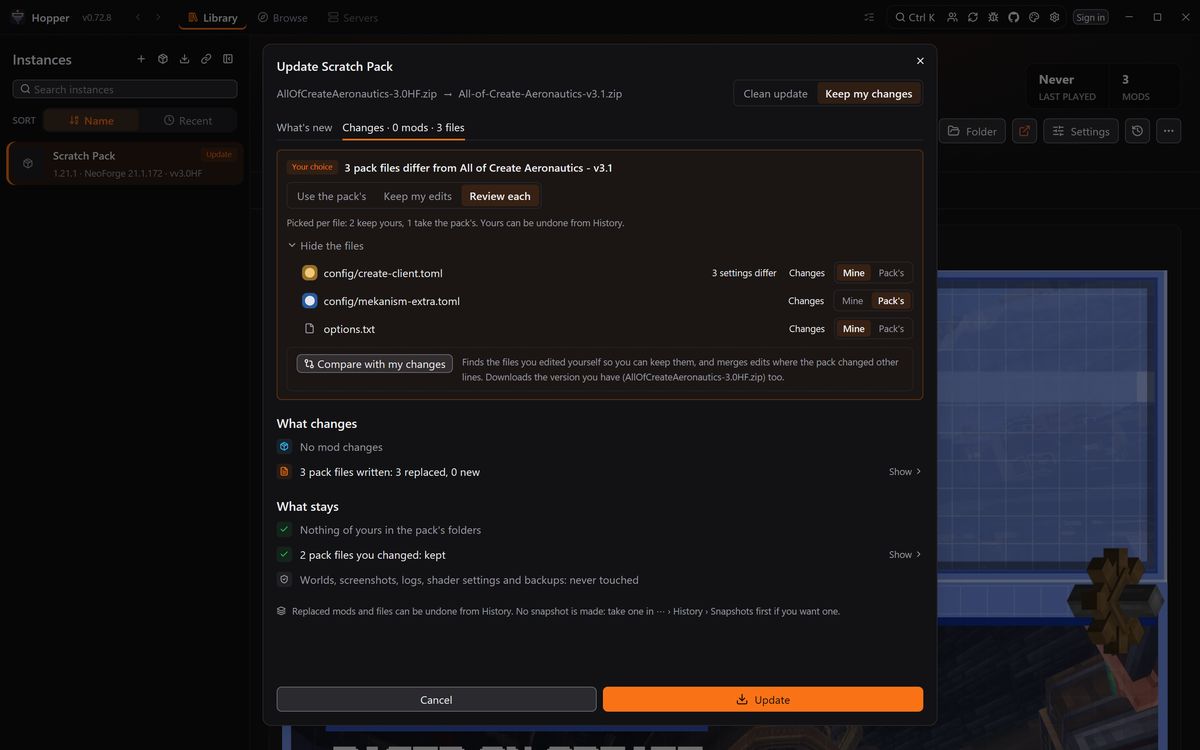 Hopper v0.72.8
Library
Browse
Servers
Ctrl K
Sign in
Instances
Search instances
SORT
Name
Recent
Scratch Pack
Update
1.21.1 · NeoForge 21.1.172 · vv3.0HF
Never
LAST PLAYED
3
MODS
Folder
Settings
Update Scratch Pack
AllOfCreateAeronautics-3.0HF.zip → All-of-Create-Aeronautics-v3.1.zip
Clean update
Keep my changes
What's new
Changes · 0 mods · 3 files
Your choice
3 pack files differ from All of Create Aeronautics - v3.1
Use the pack's
Keep my edits
Review each
Picked per file: 2 keep yours, 1 take the pack's. Yours can be undone from History.
Hide the files
config/create-client.toml
3 settings differ
Changes
Mine
Pack's
config/mekanism-extra.toml
Changes
Mine
Pack's
options.txt
Changes
Mine
Pack's
Compare with my changes
Finds the files you edited yourself so you can keep them, and merges edits where the pack changed other
lines. Downloads the version you have (AllOfCreateAeronautics-3.0HF.zip) too.
What changes
No mod changes
3 pack files written: 3 replaced, 0 new
Show
What stays
Nothing of yours in the pack's folders
2 pack files you changed: kept
Show
Worlds, screenshots, logs, shader settings and backups: never touched
Replaced mods and files can be undone from History. No snapshot is made: take one in ··· › History › Snapshots first if you want one.
Cancel
Update